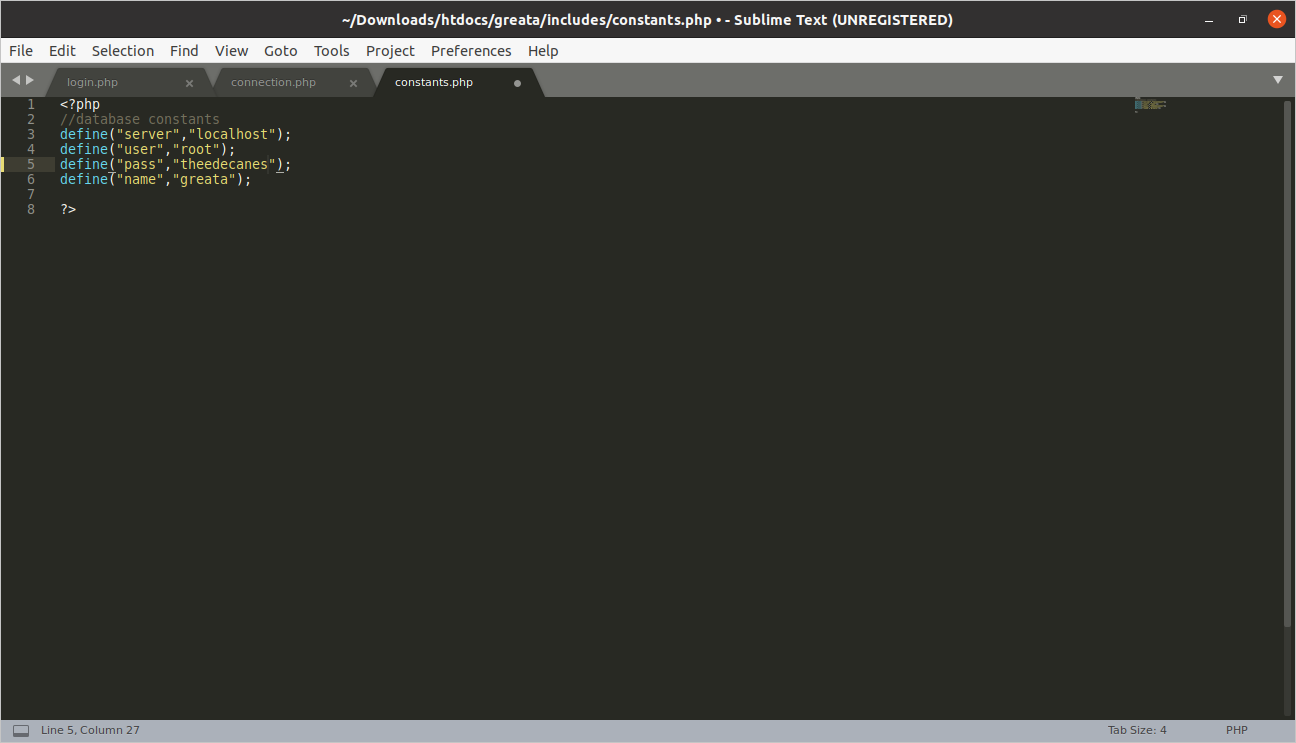 ~/Downloads/htdocs/greata/includes/constants.php • - Sublime Text (UNREGISTERED)
File Edit Selection Find View Goto Tools Project Preferences Help
login.php × connection.php × constants.php
1 <?php
2 //database constants
3 define("server","localhost");
4 define("user","root");
5 define("pass","theedecanes");
6 define("name","greata");
7
8 ?>
Line 5, Column 27 Tab Size: 4 PHP